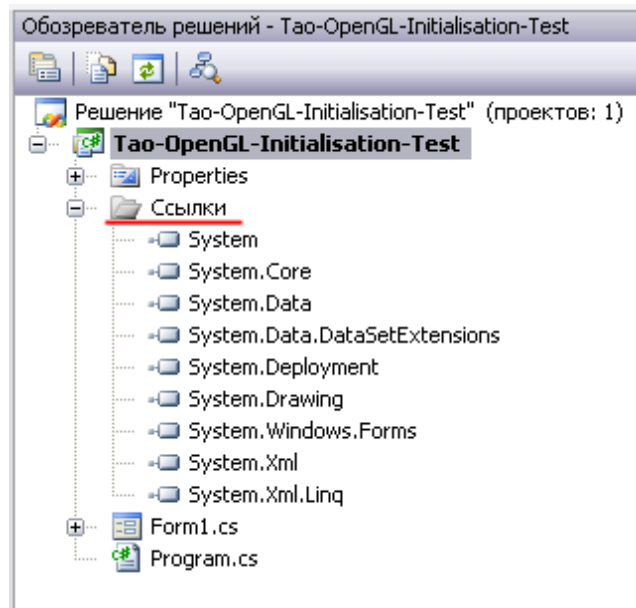 Обозреватель решений - Tao-OpenGL-Initialisation-Test
Решение "Tao-OpenGL-Initialisation-Test" (проектов: 1)
Tao-OpenGL-Initialisation-Test
Properties
Ссылки
System
System.Core
System.Data
System.Data.DataSetExtensions
System.Deployment
System.Drawing
System.Windows.Forms
System.Xml
System.Xml.Linq
Form1.cs
Program.cs